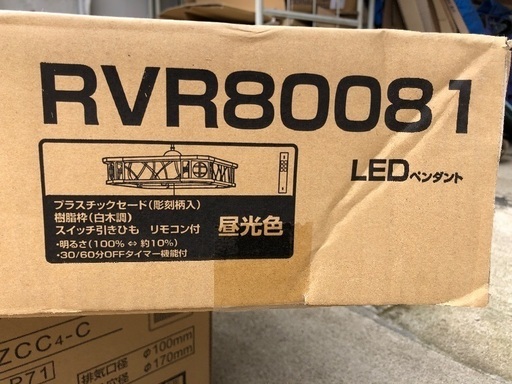 RVR80081
LEDペンダント
プラスチックセード(彫刻柄入)
樹脂枠(白木調)
スイッチ引きひも リモコン付
・明るさ(100% ⇔ 約10%)
・30/60分OFFタイマー機能付
昼光色
ZCC4-C
P71
排気口径 Φ100mm
Φ170mm